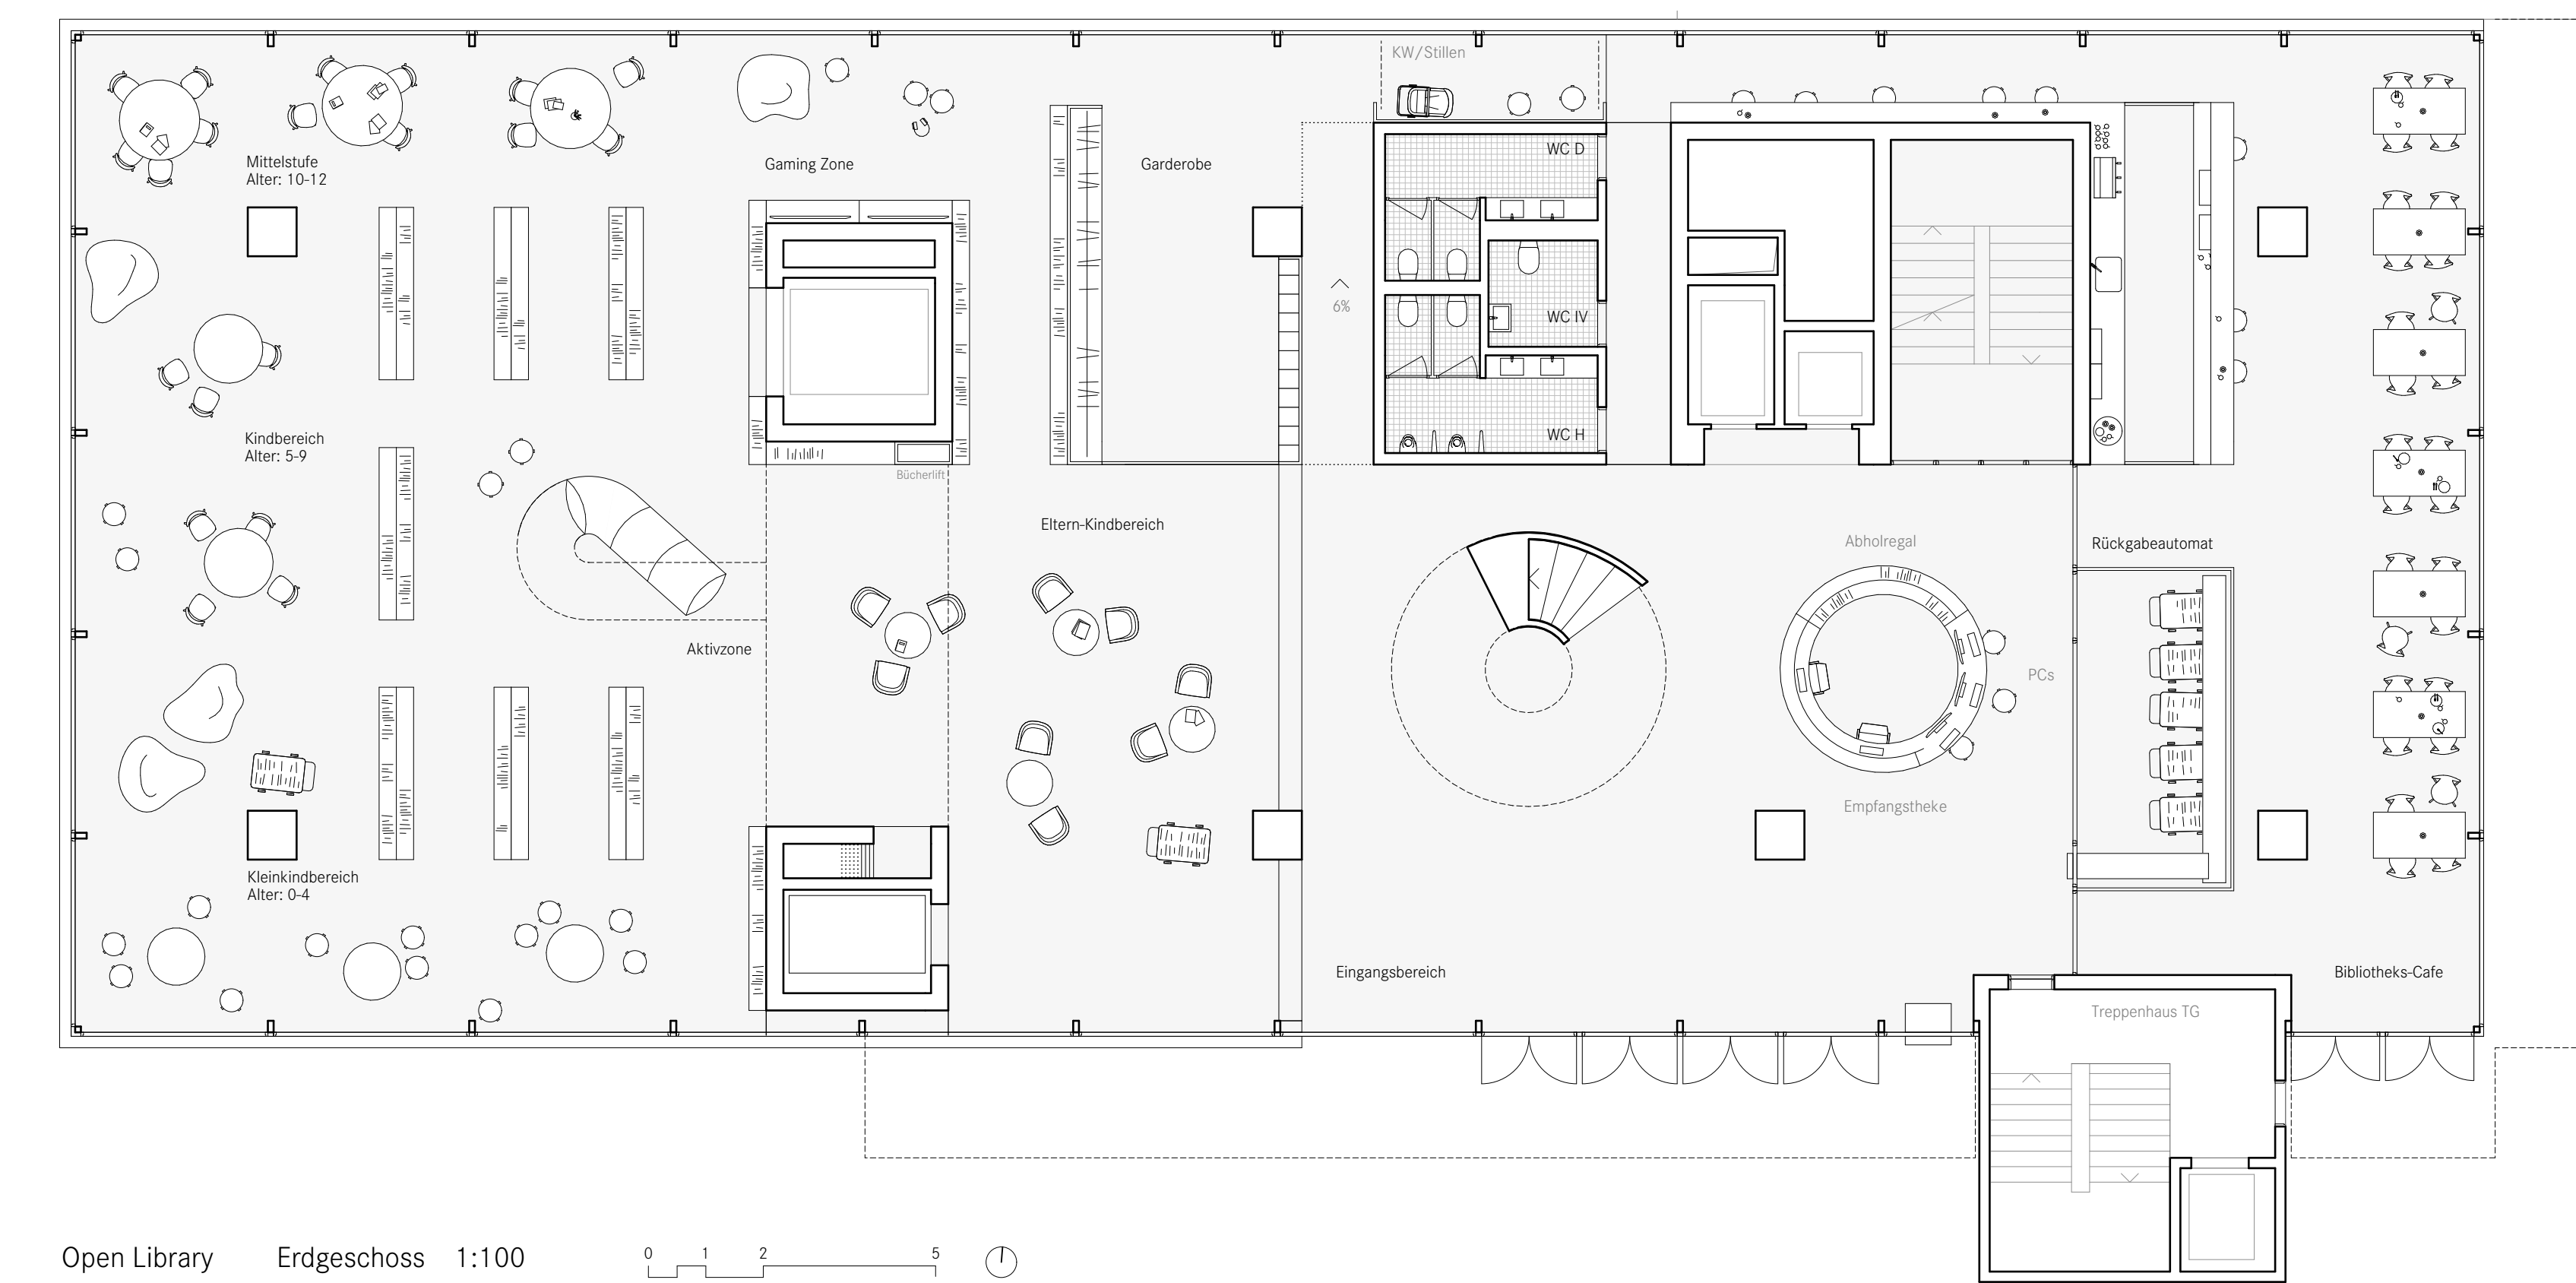 KW/Stillen
WC D
Mittelstufe
Alter: 10-12
Gaming Zone
Garderobe
6%
WC IV
WC H
Kindbereich
Alter: 5-9
Bücherlift
Eltern-Kindbereich
Abholregal
Rückgabeautomat
Aktivzone
PCs
Empfangstheke
Kleinkindbereich
Alter: 0-4
Eingangsbereich
Bibliotheks-Cafe
Treppenhaus TG
Open Library Erdgeschoss 1:100
0 1 2 5